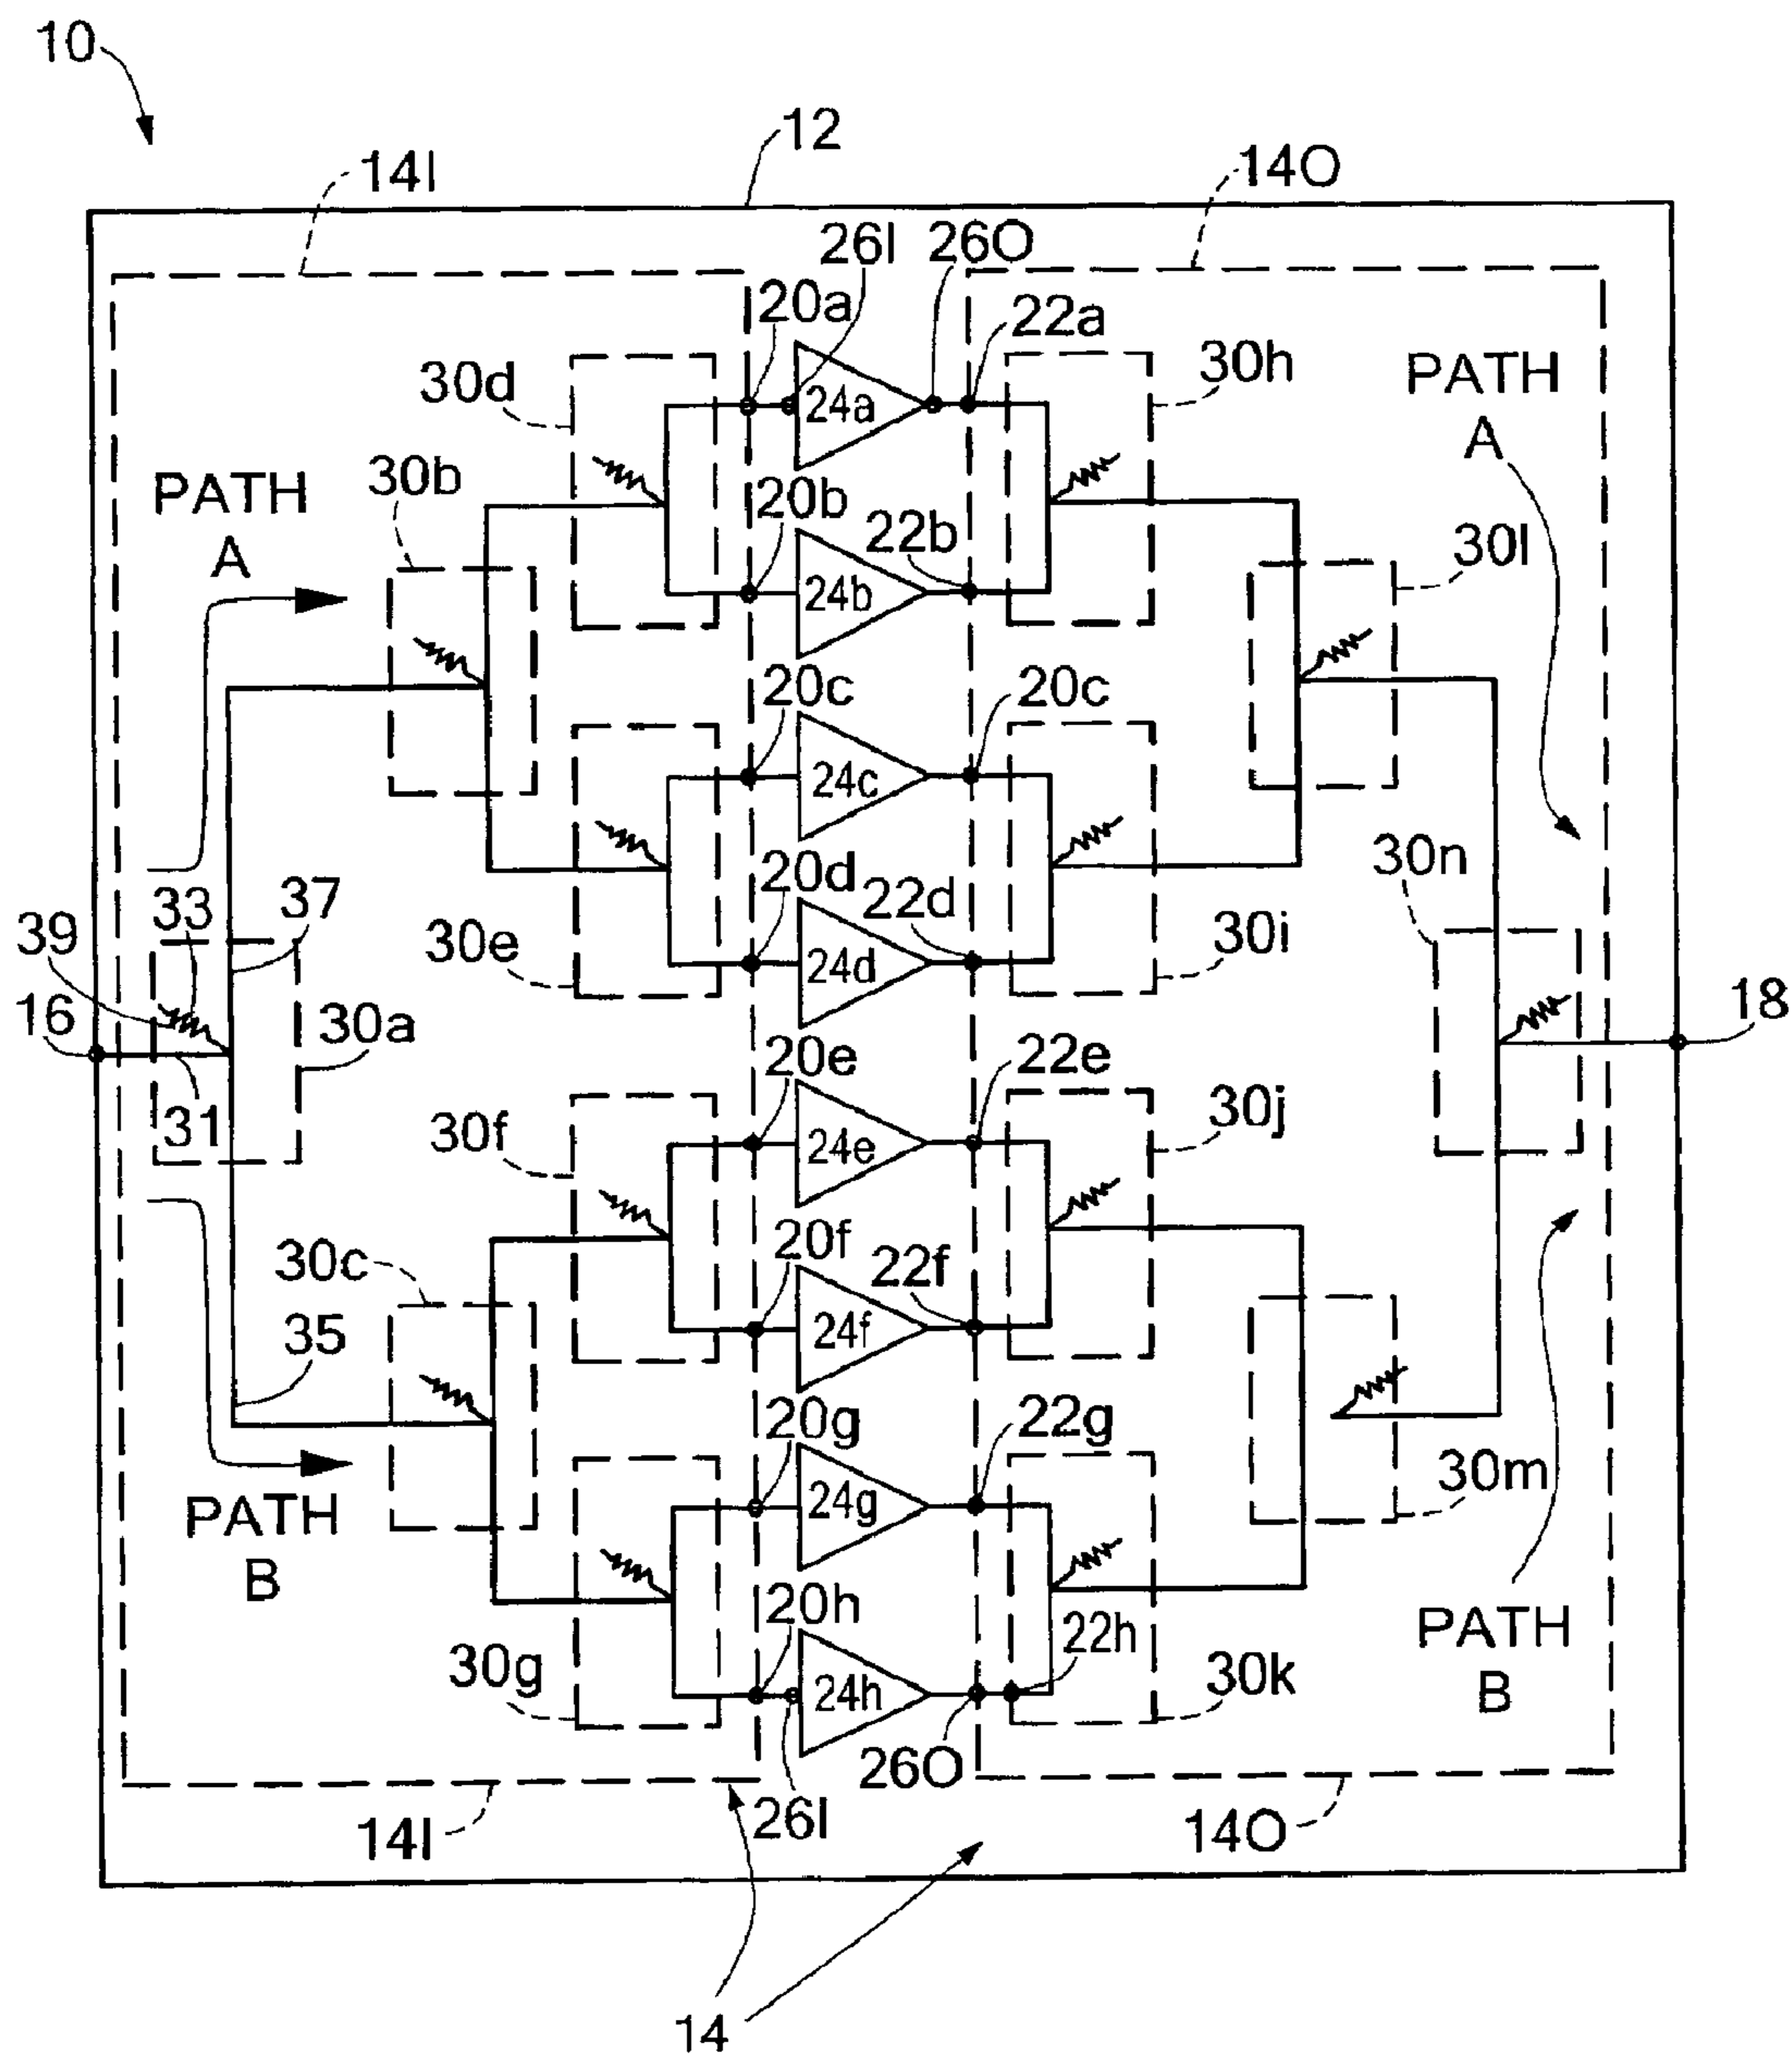 10
12
14I
14O
26I
26O
20a
22a
30d
30h
PATH
A
24a
30b
PATH
A
20b
22b
30l
24b
20c
20c
24c
30n
20d
22d
37
33
39
30e
30i
24d
16
30a
18
20e
22e
31
30f
30j
24e
20f
22f
30c
35
24f
20g
22g
30m
24g
PATH
B
20h
22h
PATH
B
30g
30k
24h
26O
26I
14I
14O
14